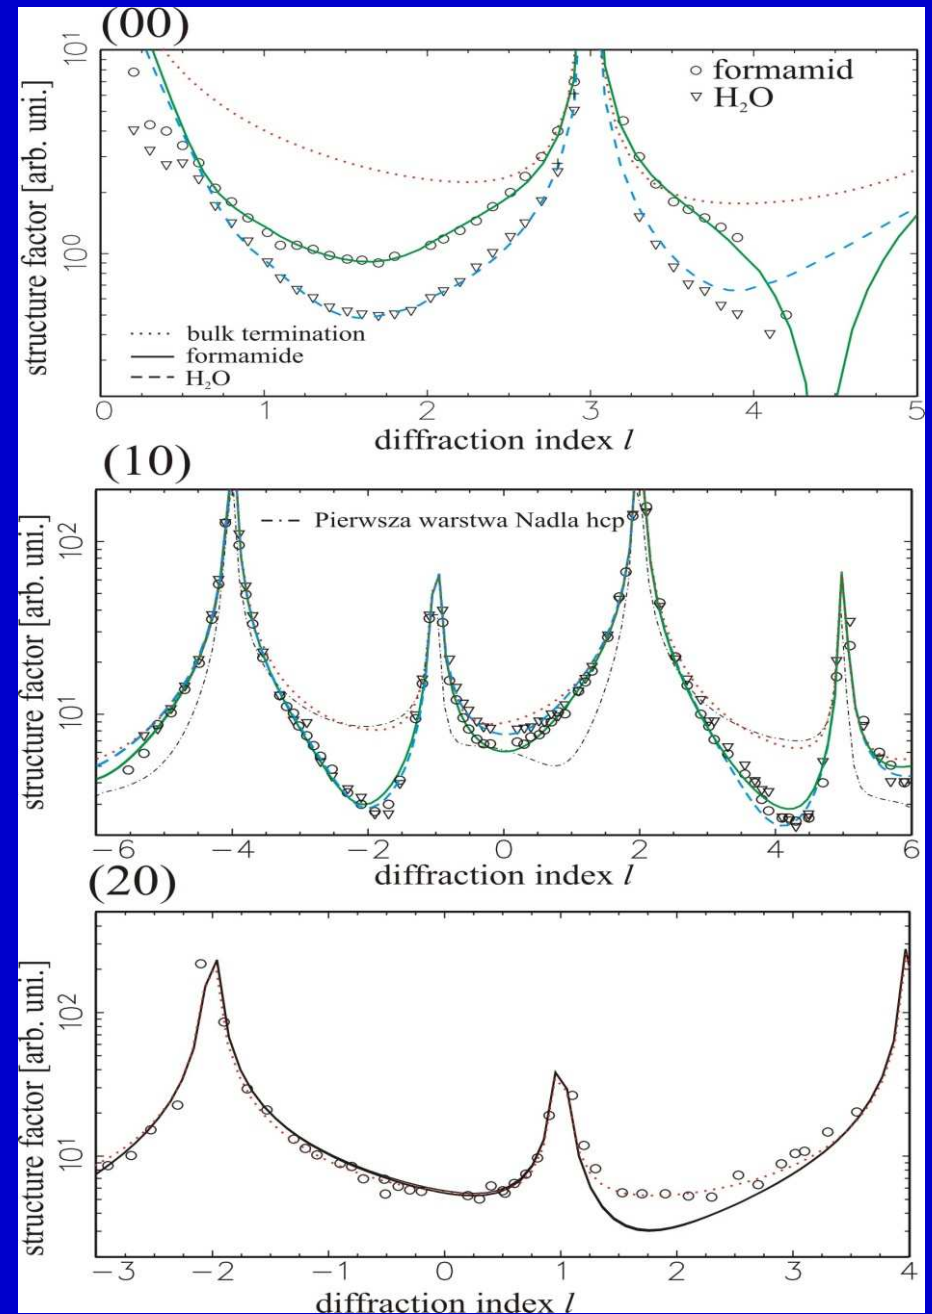 (00)
structure factor [arb. uni.]
10¹
10⁰
○ formamid
▽ H₂O
bulk termination
formamide
H₂O
0 1 2 3 4 5
diffraction index l
(10)
structure factor [arb. uni.]
10²
10¹
Pierwsza warstwa Nadla hcp
−6 −4 −2 0 2 4 6
diffraction index l
(20)
structure factor [arb. uni.]
10²
10¹
−3 −2 −1 0 1 2 3 4
diffraction index l